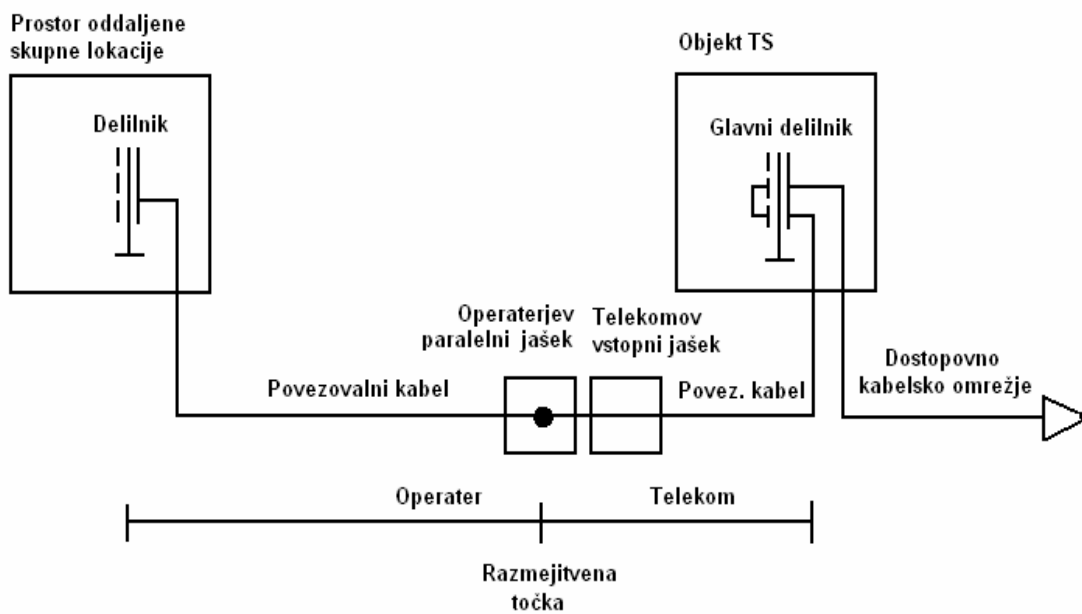 Prostor oddaljene
skupne lokacije
Objekt TS
Delilnik
Glavni delilnik
Operaterjev
paralelni jašek
Telekomov
vstopni jašek
Dostopovno
kabelsko omrežje
Povezovalni kabel
Povez. kabel
Operater
Telekom
Razmejitvena
točka